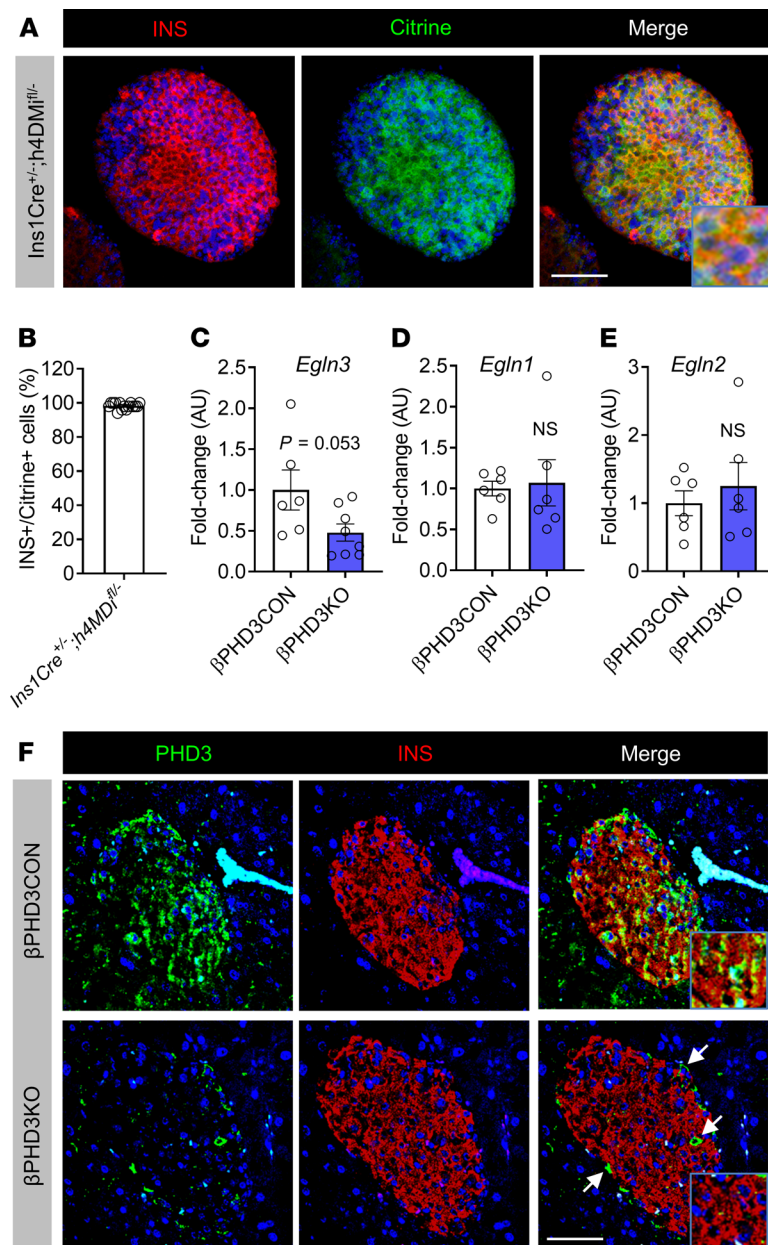 A
INS Citrine Merge
Ins1Cre+/-;h4DMifl/-
B
INS+/Citrine+ cells (%)
120
100
80
60
40
20
0
Ins1Cre+/-;h4MDifl/-
C
Egln3
Fold-change (AU)
2.5
2.0
1.5
1.0
0.5
0.0
P = 0.053
βPHD3CON
βPHD3KO
D
Egln1
Fold-change (AU)
2.5
2.0
1.5
1.0
0.5
0.0
NS
βPHD3CON
βPHD3KO
E
Egln2
Fold-change (AU)
3
2
1
0
NS
βPHD3CON
βPHD3KO
F
PHD3 INS Merge
βPHD3CON
βPHD3KO